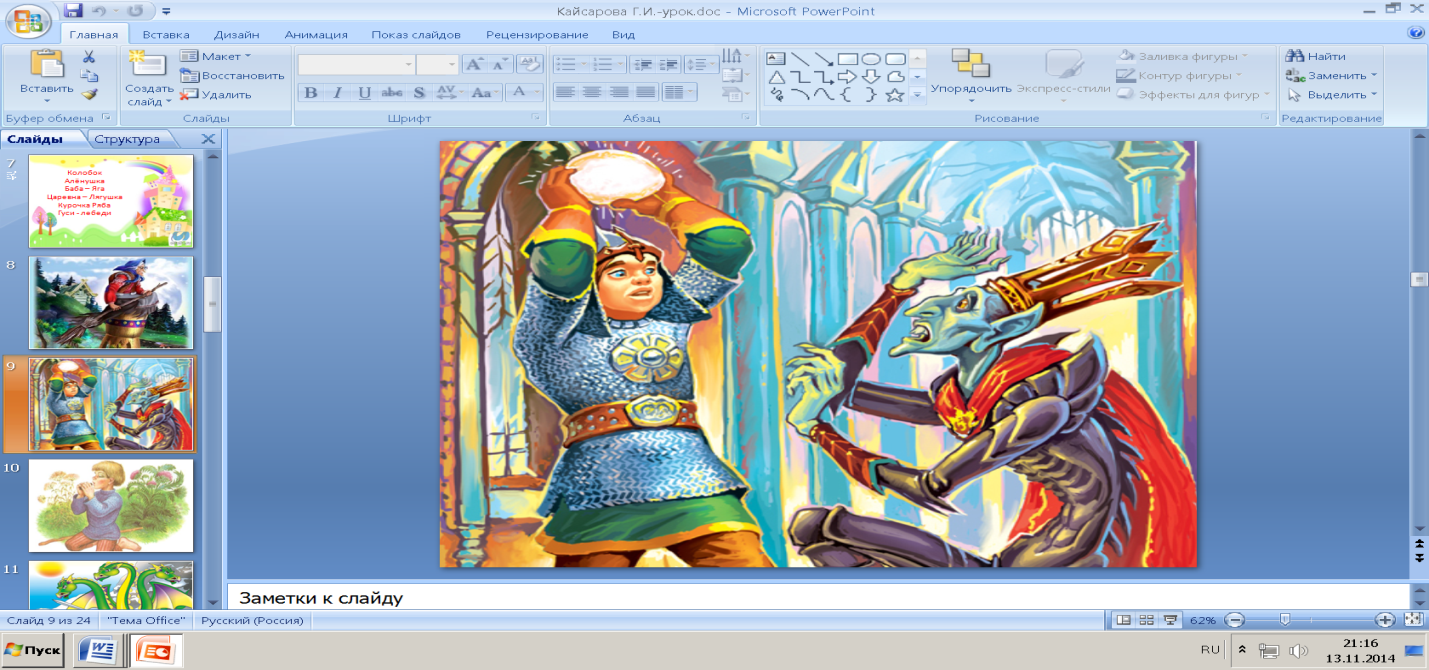 Кайсарова Г.И.-урок.doc - Microsoft PowerPoint
Главная Вставка Дизайн Анимация Показ слайдов Рецензирование Вид
Вставить
Буфер обмена
Создать слайд
Макет
Восстановить
Удалить
Слайды
Шрифт
Абзац
Упорядочить
Экспресс-стили
Заливка фигуры
Контур фигуры
Эффекты для фигур
Рисование
Найти
Заменить
Выделить
Редактирование
Слайды Структура
7
Колобок
Алёнушка
Баба – Яга
Царевна – Лягушка
Курочка Ряба
Гуси - лебеди
8
9
10
11
Заметки к слайду
Слайд 9 из 24 "Тема Office" Русский (Россия) 62%
Пуск RU 21:16
13.11.2014